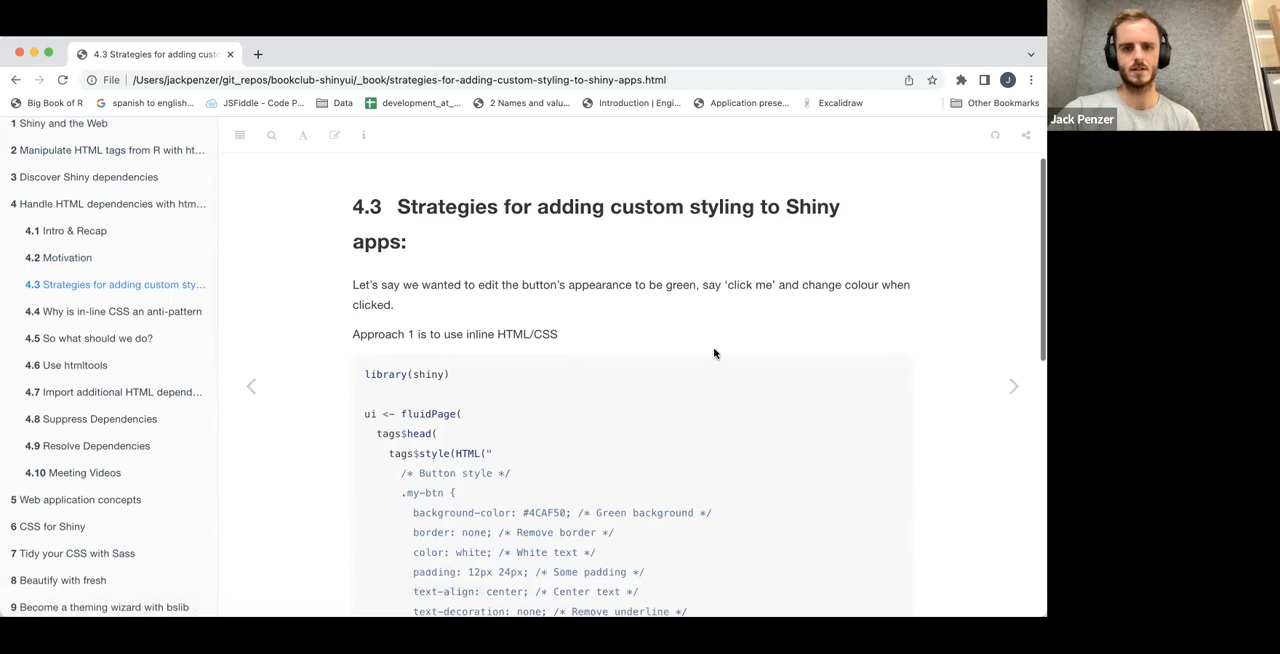 4.3 Strategies for adding custo
File
/Users/jackpenzer/git_repos/bookclub-shinyui/_book/strategies-for-adding-custom-styling-to-shiny-apps.html
J
Big Book of R
spanish to english...
JSFiddle - Code P...
Data
development_at_...
2 Names and valu...
Introduction | Engi...
Application prese...
Excalidraw
Other Bookmarks
Jack Penzer
1 Shiny and the Web
2 Manipulate HTML tags from R with ht...
3 Discover Shiny dependencies
4 Handle HTML dependencies with htm...
4.1 Intro & Recap
4.2 Motivation
4.3 Strategies for adding custom sty...
4.4 Why is in-line CSS an anti-pattern
4.5 So what should we do?
4.6 Use htmltools
4.7 Import additional HTML depend...
4.8 Suppress Dependencies
4.9 Resolve Dependencies
4.10 Meeting Videos
5 Web application concepts
6 CSS for Shiny
7 Tidy your CSS with Sass
8 Beautify with fresh
9 Become a theming wizard with bslib
4.3 Strategies for adding custom styling to Shiny
apps:
Let's say we wanted to edit the button's appearance to be green, say 'click me' and change colour when
clicked.
Approach 1 is to use inline HTML/CSS
library(shiny)
ui <- fluidPage(
tags$head(
tags$style(HTML("
/* Button style */
.my-btn {
background-color: #4CAF50; /* Green background */
border: none; /* Remove border */
color: white; /* White text */
padding: 12px 24px; /* Some padding */
text-align: center; /* Center text */
text-decoration: none; /* Remove underline */